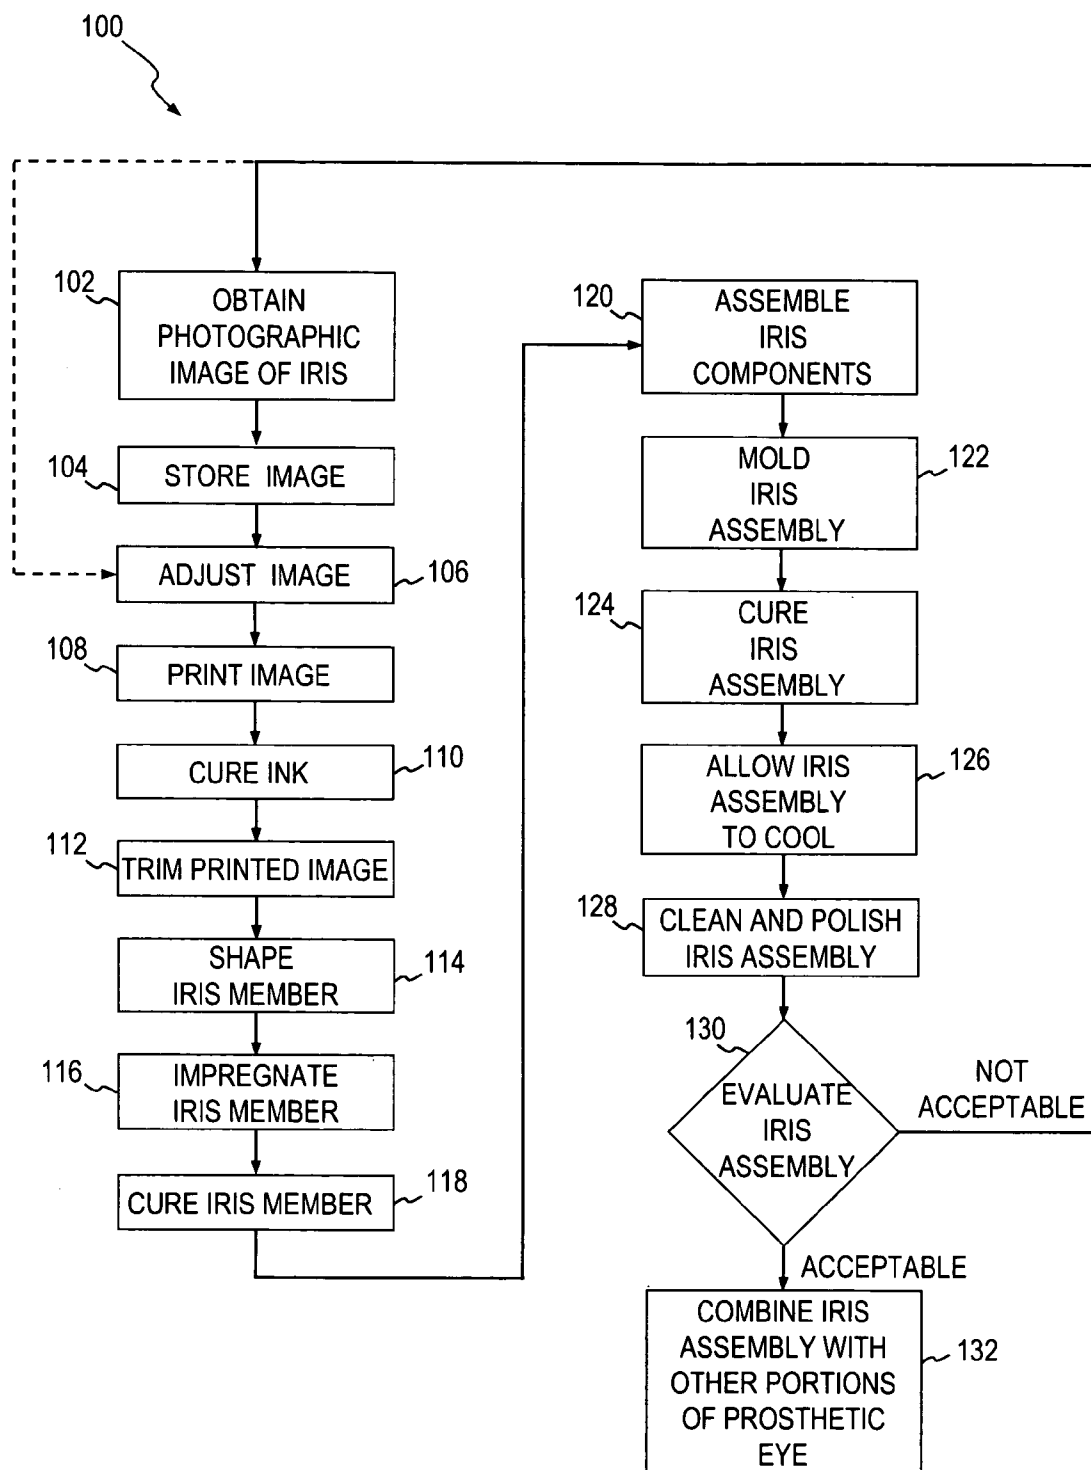 100
102
OBTAIN
PHOTOGRAPHIC
IMAGE OF IRIS
104
STORE IMAGE
ADJUST IMAGE
106
108
PRINT IMAGE
CURE INK
110
112
TRIM PRINTED IMAGE
SHAPE
IRIS MEMBER
114
116
IMPREGNATE
IRIS MEMBER
CURE IRIS MEMBER
118
120
ASSEMBLE
IRIS
COMPONENTS
MOLD
IRIS
ASSEMBLY
122
124
CURE
IRIS
ASSEMBLY
ALLOW IRIS
ASSEMBLY
TO COOL
126
128
CLEAN AND POLISH
IRIS ASSEMBLY
130
EVALUATE
IRIS
ASSEMBLY
NOT
ACCEPTABLE
ACCEPTABLE
COMBINE IRIS
ASSEMBLY WITH
OTHER PORTIONS
OF PROSTHETIC
EYE
132